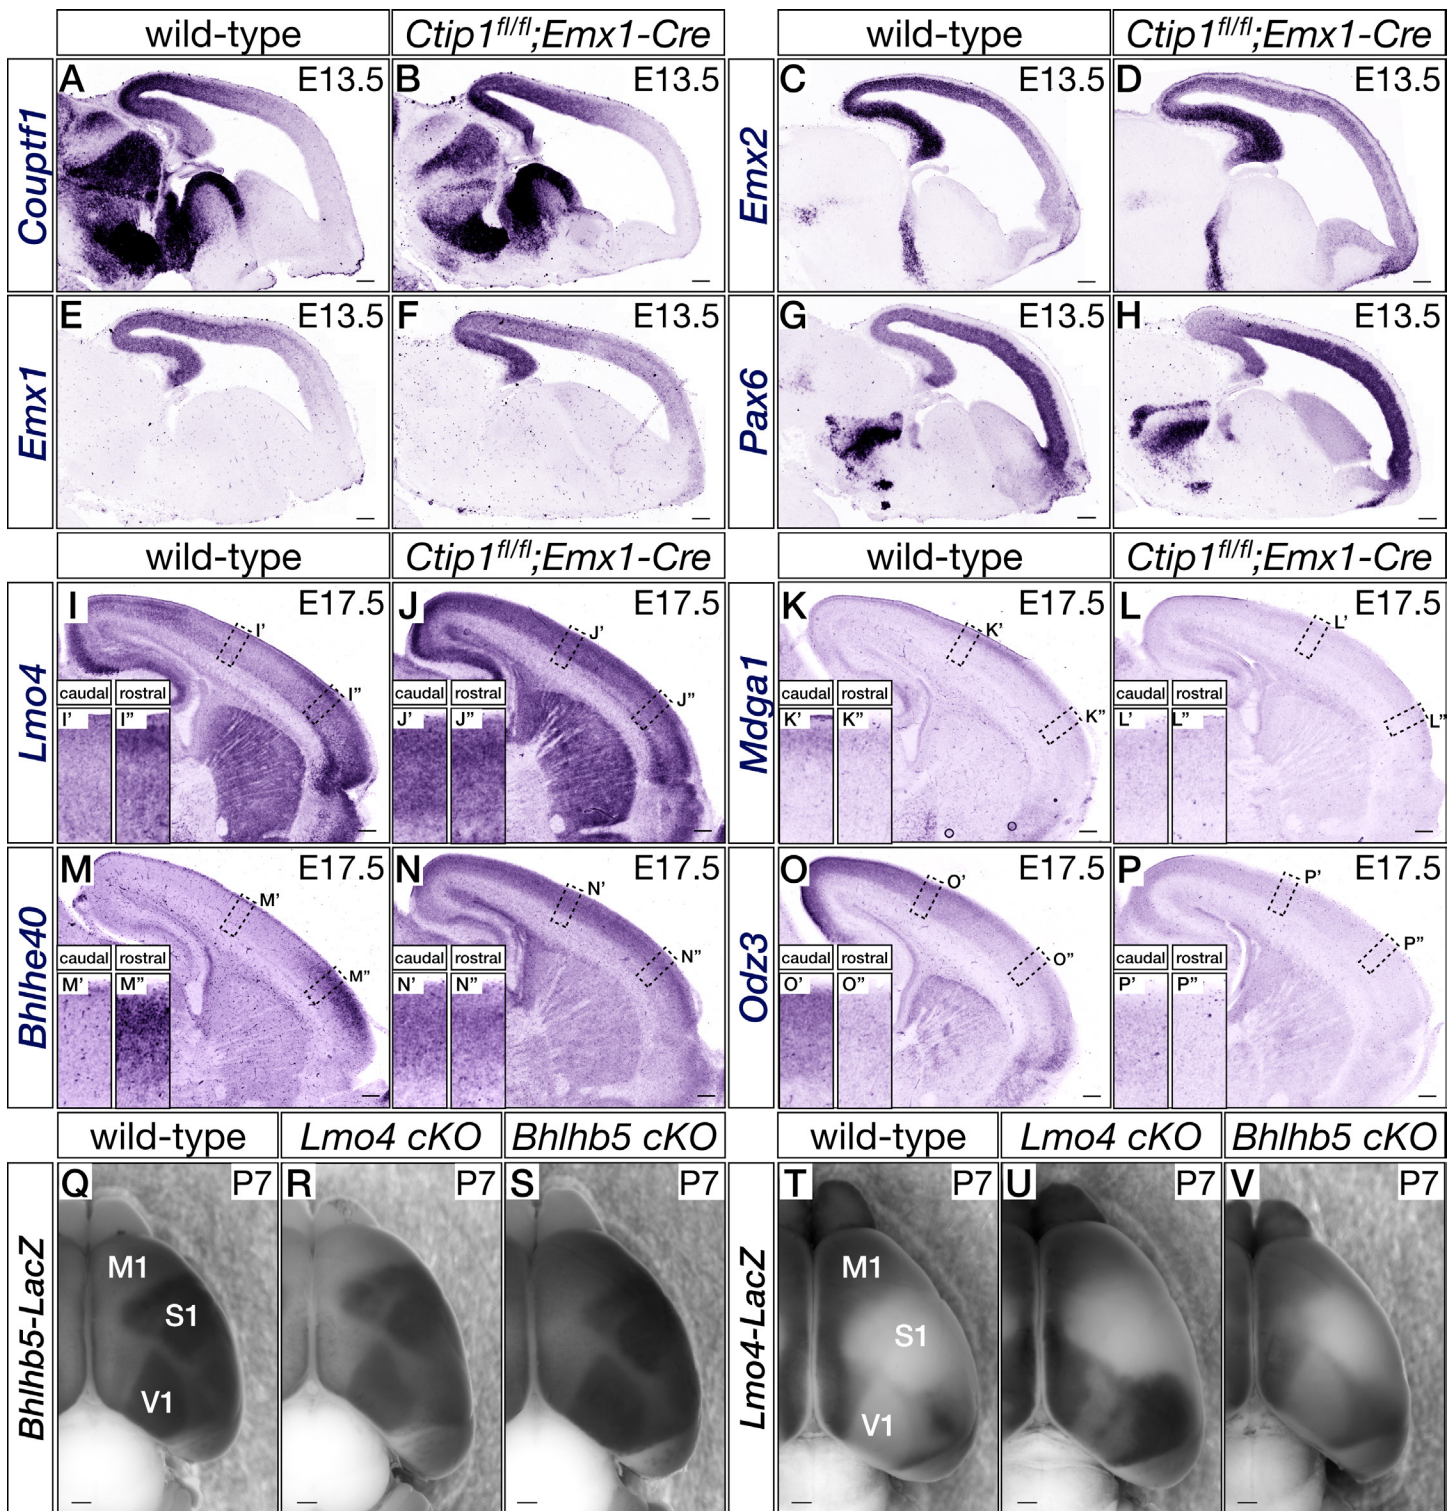 wild-type
Ctip1fl/fl;Emx1-Cre
wild-type
Ctip1fl/fl;Emx1-Cre
Couptf1
A
E13.5
B
E13.5
Emx2
C
E13.5
D
E13.5
Emx1
E
E13.5
F
E13.5
Pax6
G
E13.5
H
E13.5
wild-type
Ctip1fl/fl;Emx1-Cre
wild-type
Ctip1fl/fl;Emx1-Cre
Lmo4
I
E17.5
I’
I”
caudal
rostral
I’
I”
J
E17.5
J’
J”
caudal
rostral
J’
J”
Mdga1
K
E17.5
K’
K”
caudal
rostral
K’
K”
L
E17.5
L’
L”
caudal
rostral
L’
L”
Bhlhe40
M
E17.5
M’
M”
caudal
rostral
M’
M”
N
E17.5
N’
N”
caudal
rostral
N’
N”
Odz3
O
E17.5
O’
O”
caudal
rostral
O’
O”
P
E17.5
P’
P”
caudal
rostral
P’
P”
wild-type
Lmo4 cKO
Bhlhb5 cKO
wild-type
Lmo4 cKO
Bhlhb5 cKO
Bhlhb5-LacZ
Q
P7
M1
S1
V1
R
P7
S
P7
Lmo4-LacZ
T
P7
M1
S1
V1
U
P7
V
P7